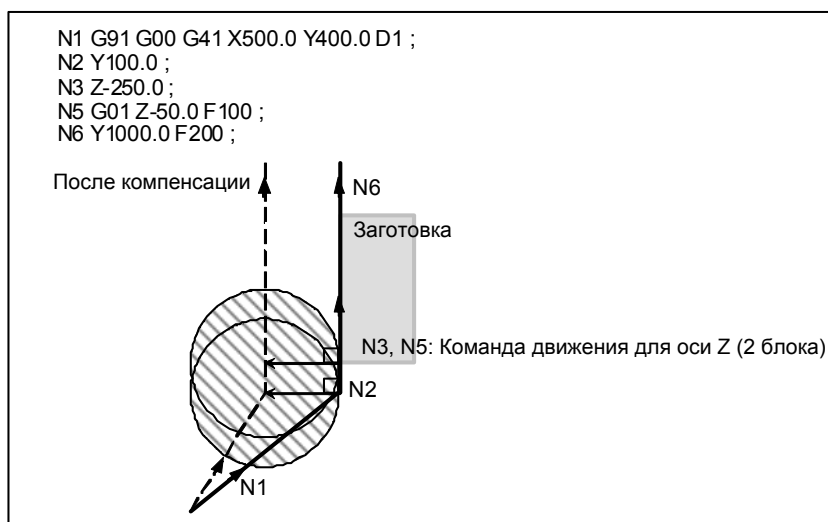 N1 G91 G00 G41 X500.0 Y400.0 D1 ;
N2 Y100.0 ;
N3 Z-250.0 ;
N5 G01 Z-50.0 F100 ;
N6 Y1000.0 F200 ;
После компенсации
N6
Заготовка
N3, N5: Команда движения для оси Z (2 блока)
N2
N1